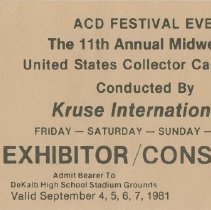 ACD FESTIVAL EVE
The 11th Annual Midwe
United States Collector Ca
Conducted By
Kruse Internation
FRIDAY — SATURDAY — SUNDAY —
EXHIBITOR/CONS
Admit Bearer To
DeKalb High School Stadium Grounds
Valid September 4, 5, 6, 7, 1981